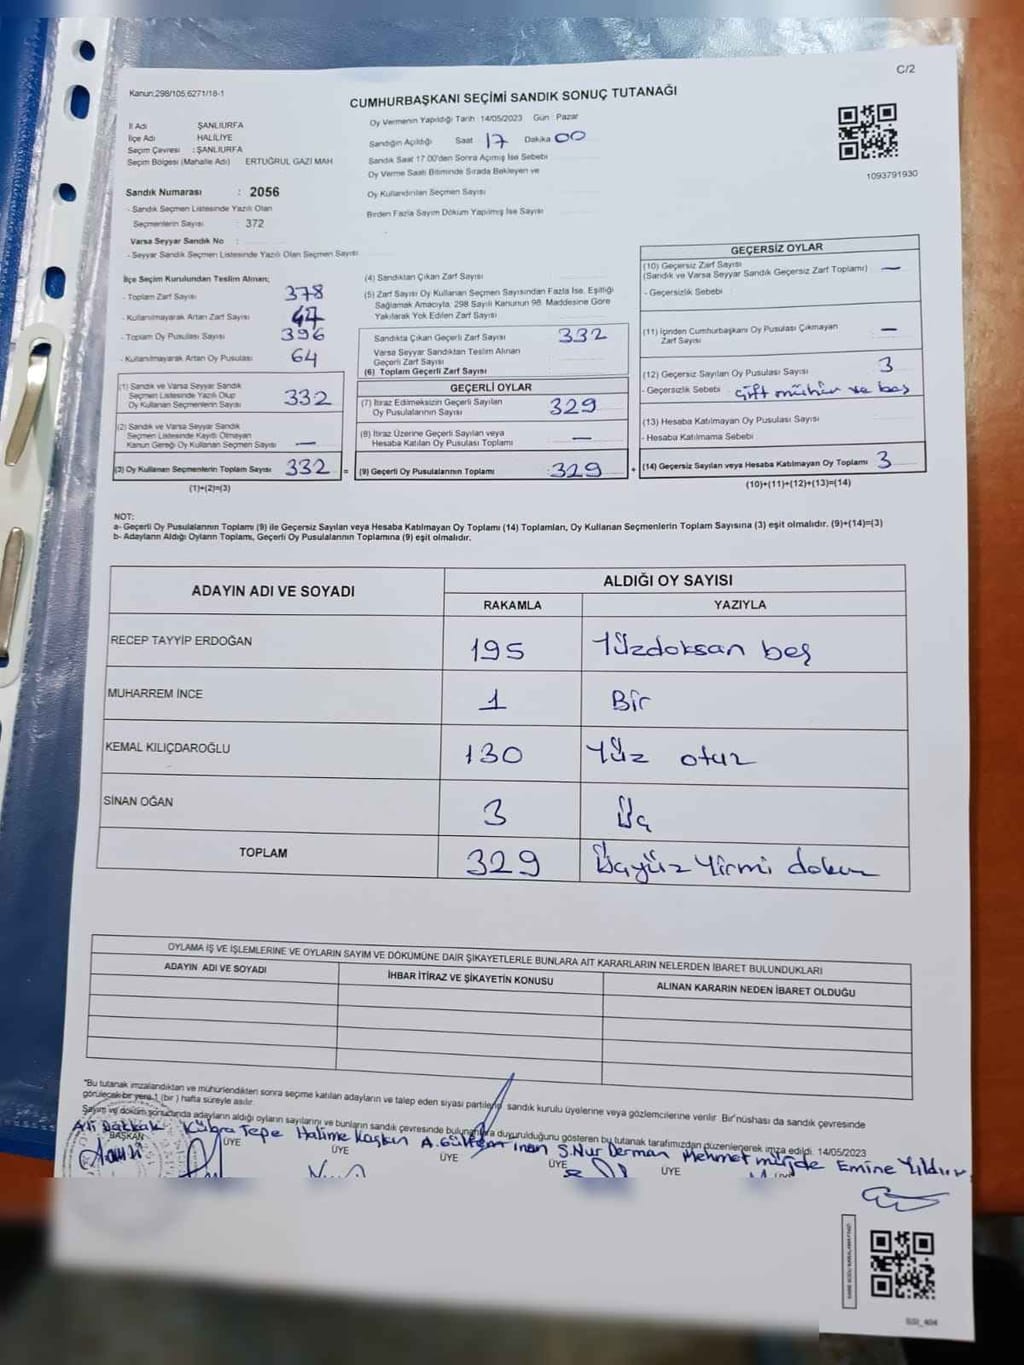 C/2
Kanun:298/105,6271/18-1
CUMHURBAŞKANI SEÇİMİ SANDIK SONUÇ TUTANAĞI
İl Adı ŞANLIURFA
İlçe Adı HALİLİYE
Seçim Çevresi : ŞANLIURFA
Seçim Bölgesi (Mahalle Adı) ERTUĞRUL GAZİ MAH
Oy Vermenin Yapıldığı Tarih :14/05/2023 Gün : Pazar
Sandığın Açıldığı Saat 17 Dakika 00
Sandık Saat 17.00'den Sonra Açılmış İse Sebebi
Oy Verme Saati Bitiminde Sırada Bekleyen ve
Oy Kullandırılan Seçmen Sayısı
Birden Fazla Sayım Döküm Yapılmış İse Sayısı
1093791930
Sandık Numarası : 2056
- Sandık Seçmen Listesinde Yazılı Olan
Seçmenlerin Sayısı : 372
Varsa Seyyar Sandık No :
- Seyyar Sandık Seçmen Listesinde Yazılı Olan Seçmen Sayısı
İlçe Seçim Kurulundan Teslim Alınan;
- Toplam Zarf Sayısı 378
- Kullanılmayarak Artan Zarf Sayısı 47
- Toplam Oy Pusulası Sayısı 396
- Kullanılmayarak Artan Oy Pusulası 64
(1) Sandık ve Varsa Seyyar Sandık
Seçmen Listesinde Yazılı Olup
Oy Kullanan Seçmenlerin Sayısı 332
(2) Sandık ve Varsa Seyyar Sandık
Seçmen Listesinde Kayıtlı Olmayan
Kanun Gereği Oy Kullanan Seçmen Sayısı —
(3) Oy Kullanan Seçmenlerin Toplam Sayısı 332 =
(1)+(2)=(3)
(4) Sandıktan Çıkan Zarf Sayısı
(5) Zarf Sayısı Oy Kullanan Seçmen Sayısından Fazla İse, Eşitliği
Sağlamak Amacıyla, 298 Sayılı Kanunun 98. Maddesine Göre
Yakılarak Yok Edilen Zarf Sayısı
Sandıkta Çıkan Geçerli Zarf Sayısı 332
Varsa Seyyar Sandıktan Teslim Alınan
Geçerli Zarf Sayısı
(6) Toplam Geçerli Zarf Sayısı
GEÇERLİ OYLAR
(7) İtiraz Edilmeksizin Geçerli Sayılan
Oy Pusulalarının Sayısı 329
(8) İtiraz Üzerine Geçerli Sayılan veya
Hesaba Katılan Oy Pusulası Toplamı —
(9) Geçerli Oy Pusulalarının Toplamı :329 +
GEÇERSİZ OYLAR
(10) Geçersiz Zarf Sayısı
(Sandık ve Varsa Seyyar Sandık Geçersiz Zarf Toplamı) —
- Geçersizlik Sebebi
(11) İçinden Cumhurbaşkanı Oy Pusulası Çıkmayan
Zarf Sayısı —
(12) Geçersiz Sayılan Oy Pusulası Sayısı 3
- Geçersizlik Sebebi çift mühür ve boş
(13) Hesaba Katılmayan Oy Pusulası Sayısı
- Hesaba Katılmama Sebebi
(14) Geçersiz Sayılan veya Hesaba Katılmayan Oy Toplamı 3
(10)+(11)+(12)+(13)=(14)
NOT:
a- Geçerli Oy Pusulalarının Toplamı (9) ile Geçersiz Sayılan veya Hesaba Katılmayan Oy Toplamı (14) Toplamları, Oy Kullanan Seçmenlerin Toplam Sayısına (3) eşit olmalıdır. (9)+(14)=(3)
b- Adayların Aldığı Oyların Toplamı, Geçerli Oy Pusulalarının Toplamına (9) eşit olmalıdır.
ADAYIN ADI VE SOYADI ALDIĞI OY SAYISI
RAKAMLA YAZIYLA
RECEP TAYYİP ERDOĞAN 195 Yüzdoksan beş
MUHARREM İNCE 1 Bir
KEMAL KILIÇDAROĞLU 130 Yüz otuz
SİNAN OĞAN 3 Üç
TOPLAM 329 Üçyüz Yirmi dokuz
OYLAMA İŞ VE İŞLEMLERİNE VE OYLARIN SAYIM VE DÖKÜMÜNE DAİR ŞİKAYETLERLE BUNLARA AİT KARARLARIN NELERDEN İBARET BULUNDUKLARI
ADAYIN ADI VE SOYADI İHBAR İTİRAZ VE ŞİKAYETİN KONUSU ALINAN KARARIN NEDEN İBARET OLDUĞU
*Bu tutanak imzalandıktan ve mühürlendikten sonra seçime katılan adayların ve talep eden siyasi partilerin, sandık kurulu üyelerine veya gözlemcilerine verilir. Bir nüshası da sandık çevresinde
görülecek bir yere 1 (bir ) hafta süreyle asılır.
Sayım ve döküm sonucunda adayların aldığı oyların sayılarını ve bunların sandık çevresinde bulunanlara duyurulduğunu gösteren bu tutanak tarafımızdan düzenlenerek imza edildi. 14/05/2023
Ali Dakkak Kübra Tepe Halime Kaşkan A.Gülten inan S.Nur Derman Mehmet Emine Yıldır
BAŞKAN ÜYE ÜYE ÜYE ÜYE ÜYE